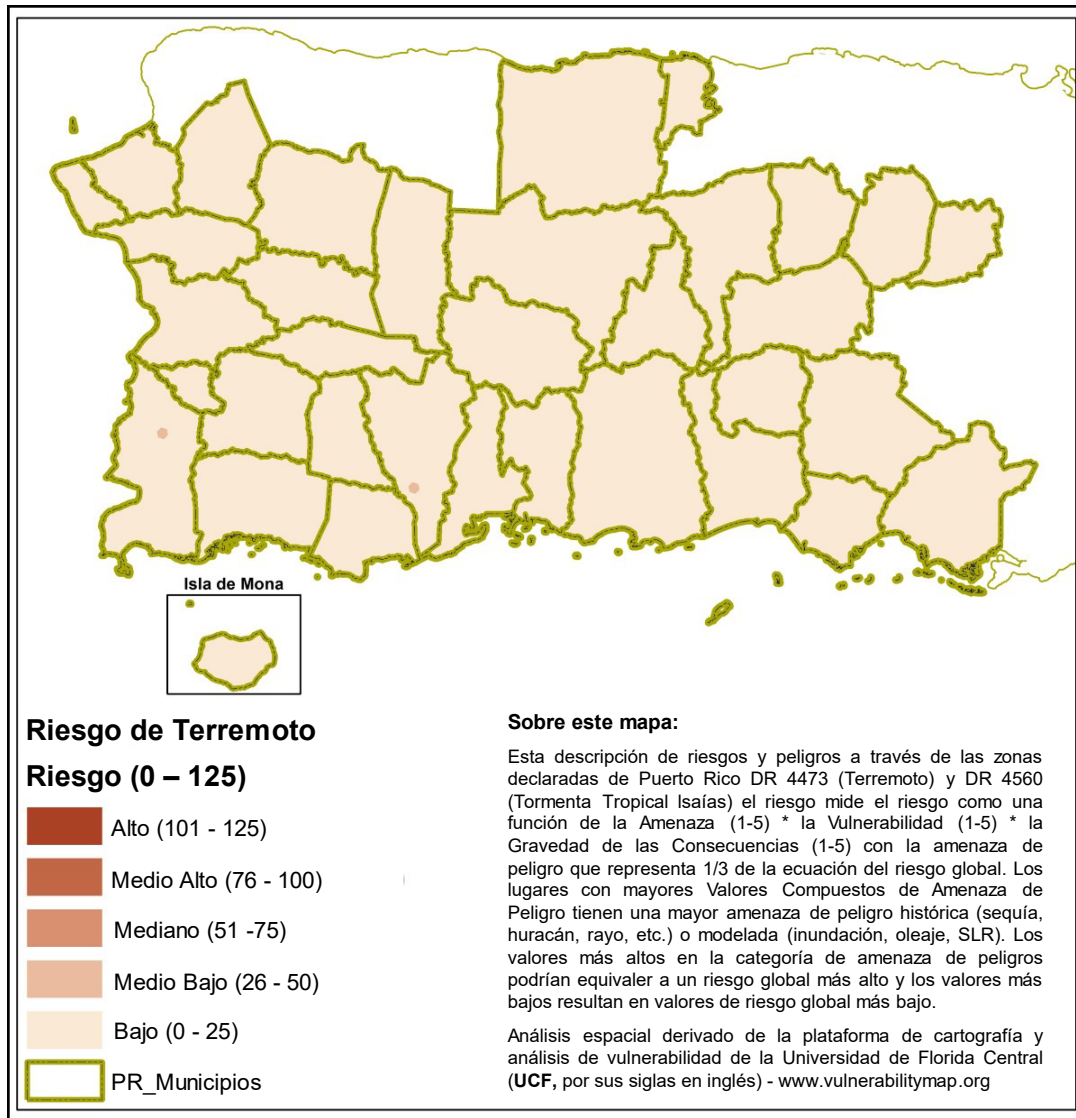 Isla de Mona
Riesgo de Terremoto
Riesgo (0 – 125)
Alto (101 - 125)
Medio Alto (76 - 100)
Mediano (51 -75)
Medio Bajo (26 - 50)
Bajo (0 - 25)
PR_Municipios
Sobre este mapa:
Esta descripción de riesgos y peligros a través de las zonas
declaradas de Puerto Rico DR 4473 (Terremoto) y DR 4560
(Tormenta Tropical Isaías) el riesgo mide el riesgo como una
función de la Amenaza (1-5) * la Vulnerabilidad (1-5) * la
Gravedad de las Consecuencias (1-5) con la amenaza de
peligro que representa 1/3 de la ecuación del riesgo global. Los
lugares con mayores Valores Compuestos de Amenaza de
Peligro tienen una mayor amenaza de peligro histórica (sequía,
huracán, rayo, etc.) o modelada (inundación, oleaje, SLR). Los
valores más altos en la categoría de amenaza de peligros
podrían equivaler a un riesgo global más alto y los valores más
bajos resultan en valores de riesgo global más bajo.
Análisis espacial derivado de la plataforma de cartografía y
análisis de vulnerabilidad de la Universidad de Florida Central
(UCF, por sus siglas en inglés) - www.vulnerabilitymap.org